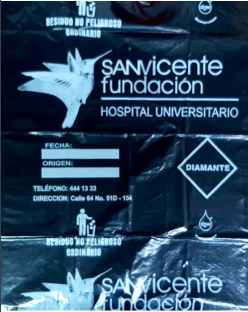 RESIDUO NO PELIGROSO
ORDINARIO
SANVICENTE
fundación
HOSPITAL UNIVERSITARIO
FECHA:
ORIGEN:
DIAMANTE
TELÉFONO: 444 13 33
DIRECCION: Calle 64 No. 51D - 154
RESIDUO NO PELIGROSO
ORDINARIO
SANVICENTE
fundación